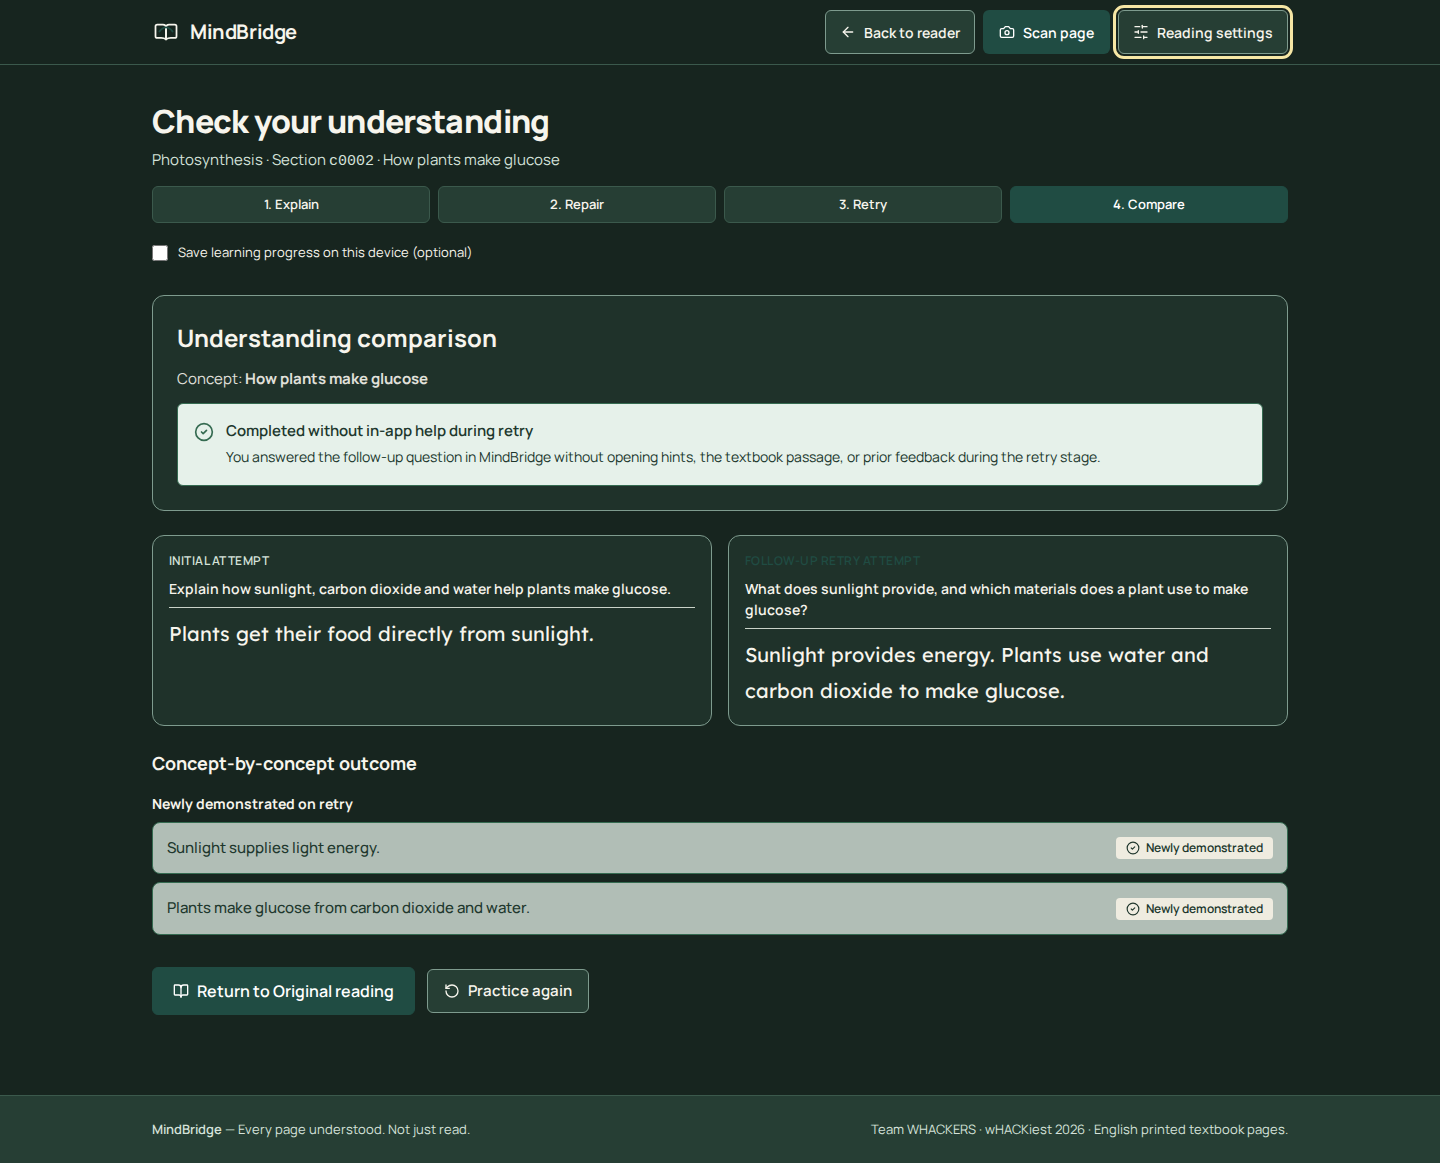 MindBridge
Back to reader
Scan page
Reading settings
Check your understanding
Photosynthesis · Section c0002 · How plants make glucose
1. Explain
2. Repair
3. Retry
4. Compare
Save learning progress on this device (optional)
Understanding comparison
Concept: How plants make glucose
Completed without in-app help during retry
You answered the follow-up question in MindBridge without opening hints, the textbook passage, or prior feedback during the retry stage.
INITIAL ATTEMPT
Explain how sunlight, carbon dioxide and water help plants make glucose.
Plants get their food directly from sunlight.
FOLLOW-UP RETRY ATTEMPT
What does sunlight provide, and which materials does a plant use to make
glucose?
Sunlight provides energy. Plants use water and
carbon dioxide to make glucose.
Concept-by-concept outcome
Newly demonstrated on retry
Sunlight supplies light energy.
Newly demonstrated
Plants make glucose from carbon dioxide and water.
Newly demonstrated
Return to Original reading
Practice again
MindBridge — Every page understood. Not just read.
Team WHACKERS · wHACKiest 2026 · English printed textbook pages.